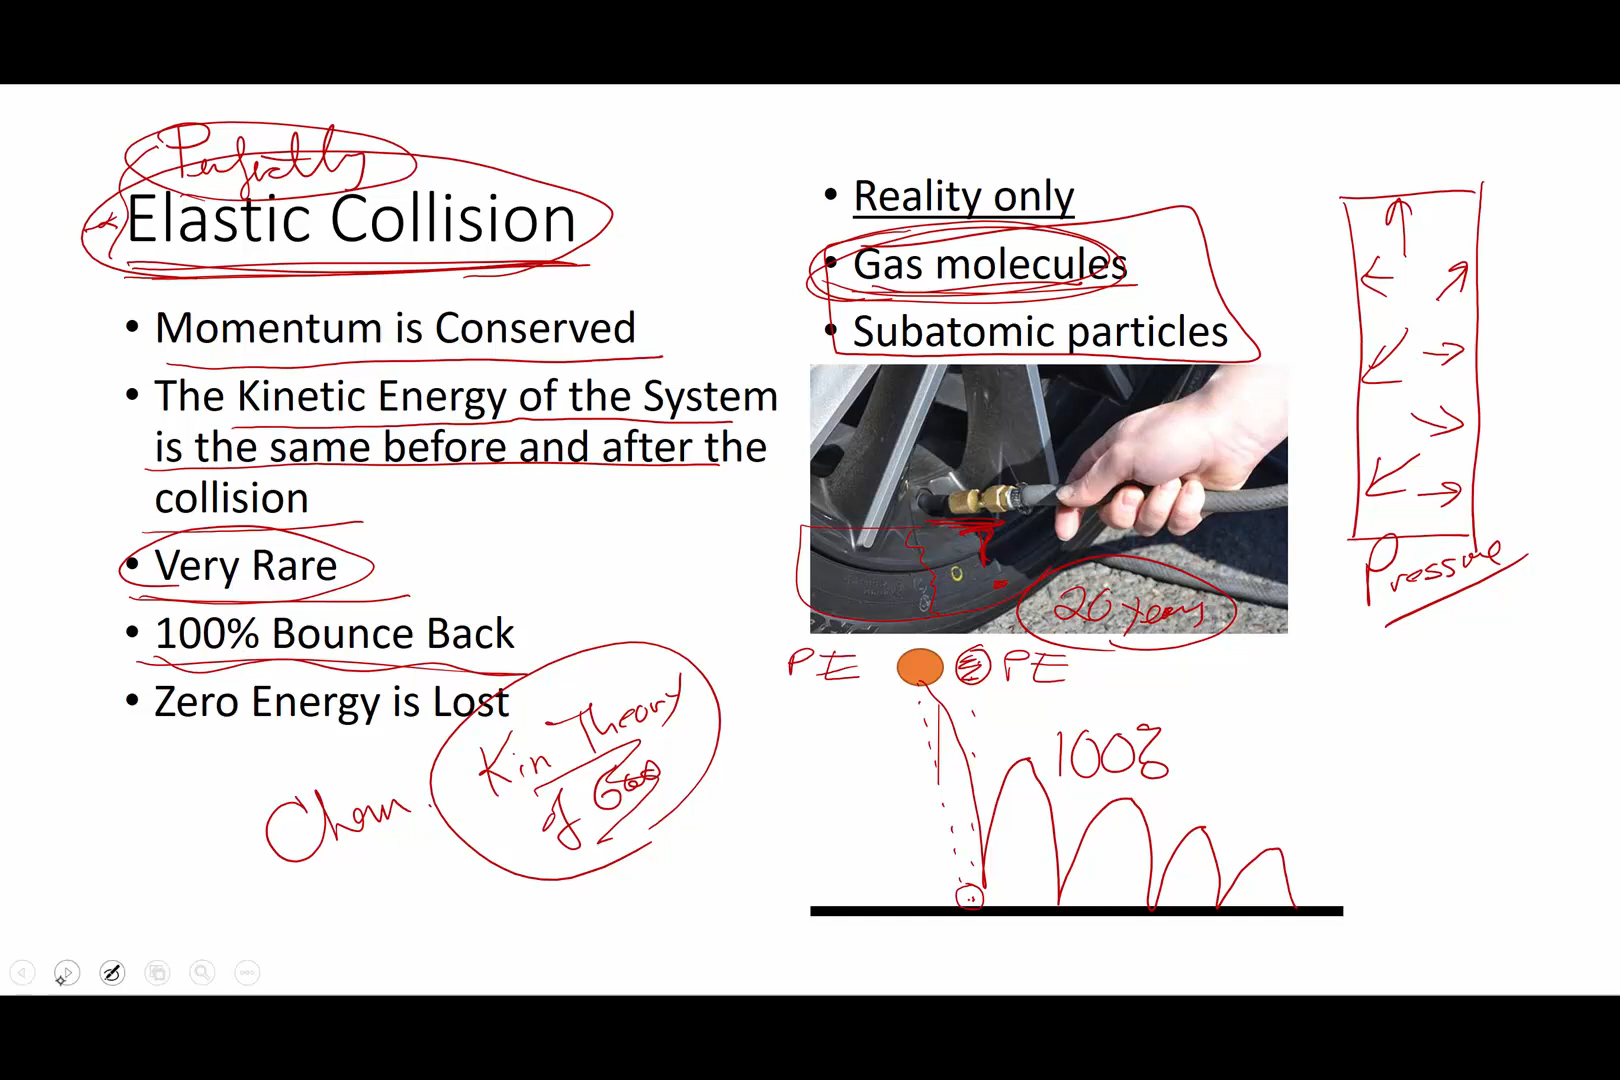 Perfectly
Elastic Collision
• Momentum is Conserved
• The Kinetic Energy of the System
is the same before and after the
collision
• Very Rare
• 100% Bounce Back
• Zero Energy is Lost
Kin Theory
of Gas
Chem
• Reality only
• Gas molecules
• Subatomic particles
20 years
PE PE
Pressure